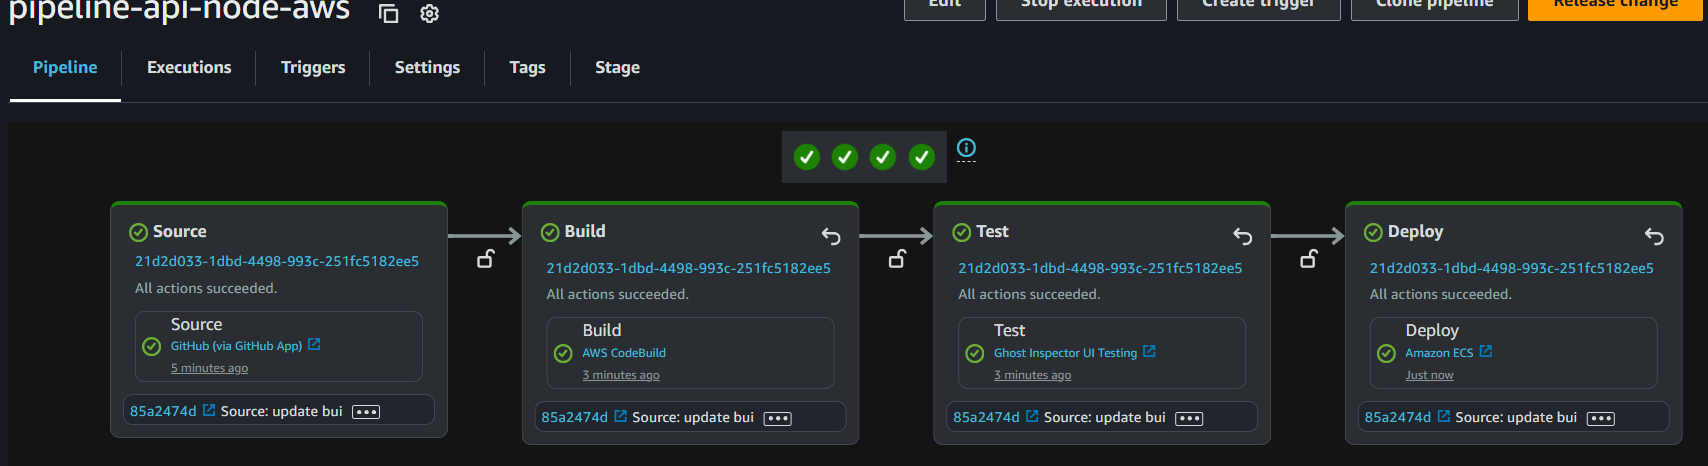 pipeline-api-node-aws
Edit
Stop execution
Create trigger
Clone pipeline
Release change
Pipeline
Executions
Triggers
Settings
Tags
Stage
Source
21d2d033-1dbd-4498-993c-251fc5182ee5
All actions succeeded.
Source
GitHub (via GitHub App)
5 minutes ago
85a2474d Source: update bui
Build
21d2d033-1dbd-4498-993c-251fc5182ee5
All actions succeeded.
Build
AWS CodeBuild
3 minutes ago
85a2474d Source: update bui
Test
21d2d033-1dbd-4498-993c-251fc5182ee5
All actions succeeded.
Test
Ghost Inspector UI Testing
3 minutes ago
85a2474d Source: update bui
Deploy
21d2d033-1dbd-4498-993c-251fc5182ee5
All actions succeeded.
Deploy
Amazon ECS
Just now
85a2474d Source: update bui